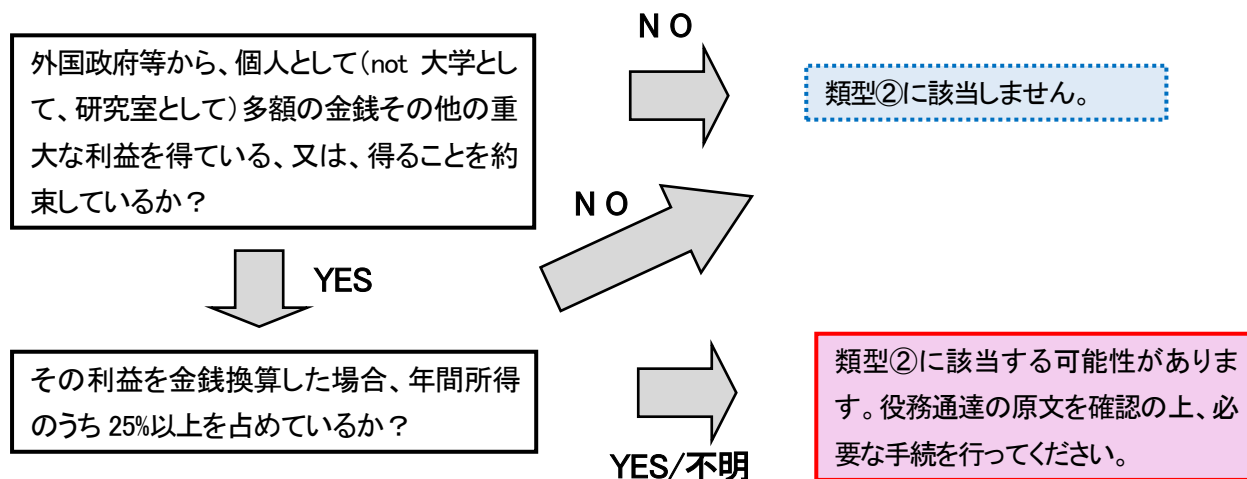 外国政府等から、個人として(not 大学とし
て、研究室として)多額の金銭その他の重
大な利益を得ている、又は、得ることを約
束しているか？
NO
類型②に該当しません。
NO
YES
その利益を金銭換算した場合、年間所得
のうち 25%以上を占めているか？
YES/不明
類型②に該当する可能性がありま
す。役務通達の原文を確認の上、必
要な手続を行ってください。